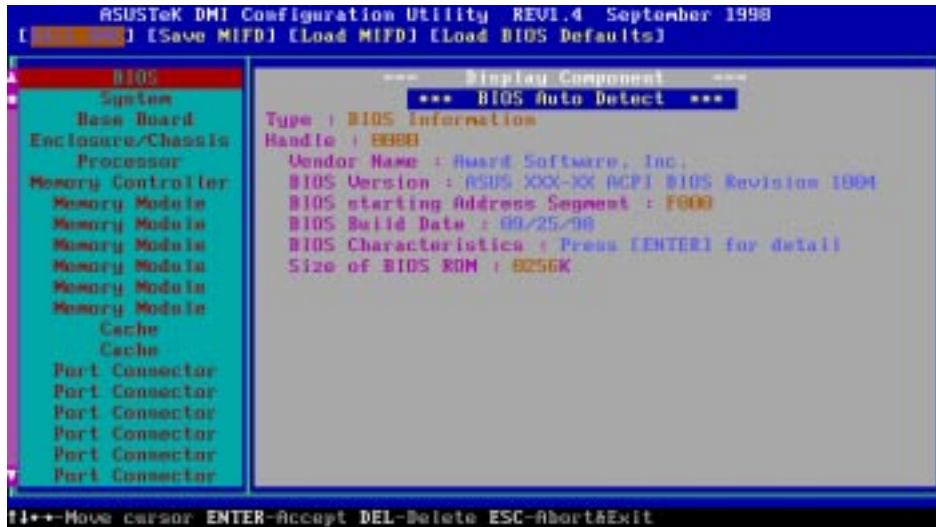 ASUSTeK DMI Configuration Utility REV1.4 September 1998
[Edit DMI] [Save MIFD] [Load MIFD] [Load BIOS Defaults]
BIOS
System
Base Board
Enclosure/Chassis
Processor
Memory Controller
Memory Module
Memory Module
Memory Module
Memory Module
Memory Module
Memory Module
Cache
Cache
Port Connector
Port Connector
Port Connector
Port Connector
Port Connector
Port Connector
--- Display Component ---
*** BIOS Auto Detect ***
Type : BIOS Information
Handle : 0000
Vendor Name : Award Software, Inc.
BIOS Version : ASUS XXX-XX ACPI BIOS Revision 1004
BIOS starting Address Segment : F000
BIOS Build Date : 09/25/98
BIOS Characteristics : Press [ENTER] for detail
Size of BIOS ROM : 0256K
↑↓←→-Move cursor ENTER-Accept DEL-Delete ESC-Abort&Exit